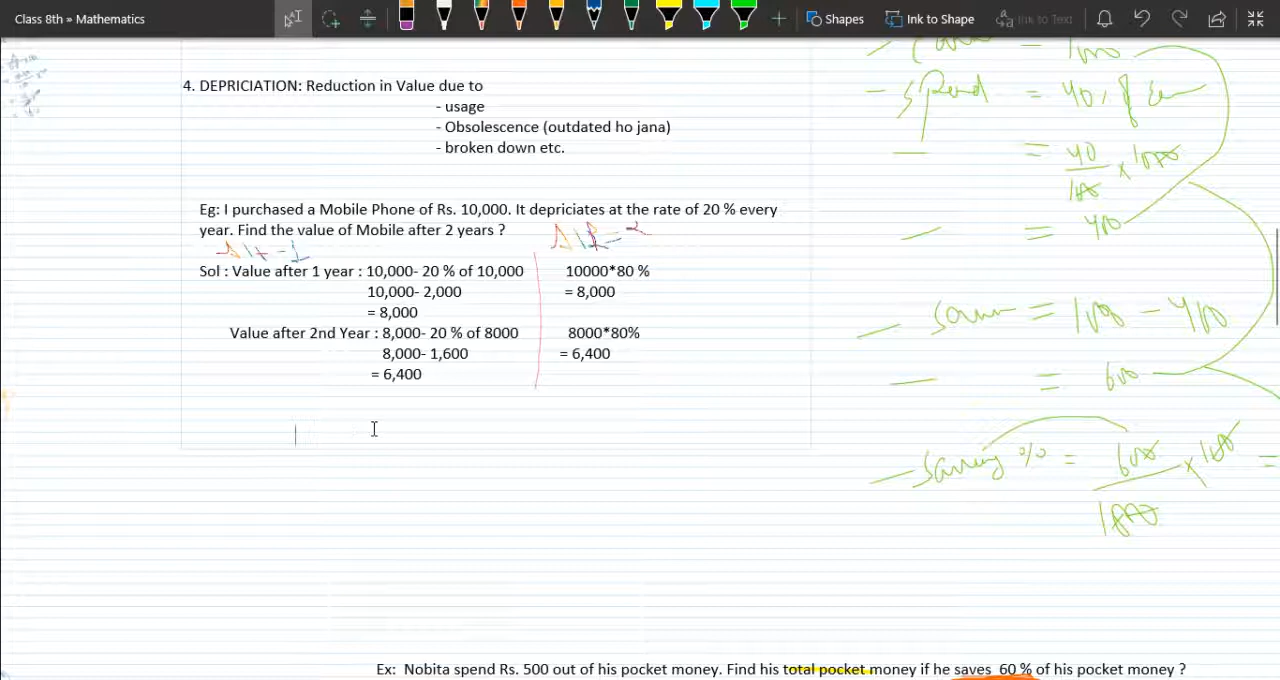 Class 8th » Mathematics
Shapes
Ink to Shape
Ink to Text
4. DEPRICIATION: Reduction in Value due to
- usage
- Obsolescence (outdated ho jana)
- broken down etc.
Eg: I purchased a Mobile Phone of Rs. 10,000. It depriciates at the rate of 20 % every
year. Find the value of Mobile after 2 years ?
Sol : Value after 1 year : 10,000- 20 % of 10,000
10,000- 2,000
= 8,000
Value after 2nd Year : 8,000- 20 % of 8000
8,000- 1,600
= 6,400
10000*80 %
= 8,000
8000*80%
= 6,400
- Spend = 40%
= 40/100 × 1000
= 400
= 1000 - 400
= 600
- Saving % = 600/1000 × 100 =
Ex: Nobita spend Rs. 500 out of his pocket money. Find his total pocket money if he saves 60 % of his pocket money ?